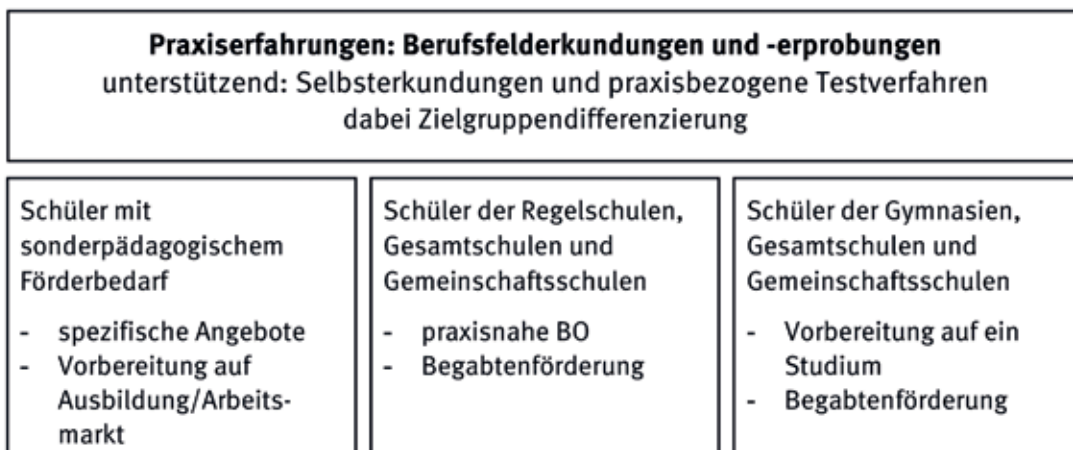 Praxiserfahrungen: Berufsfelderkundungen und -erprobungen
unterstützend: Selbsterkundungen und praxisbezogene Testverfahren
dabei Zielgruppendifferenzierung
Schüler mit
sonderpädagogischem
Förderbedarf
- spezifische Angebote
- Vorbereitung auf
Ausbildung/Arbeits-
markt
Schüler der Regelschulen,
Gesamtschulen und
Gemeinschaftsschulen
- praxisnahe BO
- Begabtenförderung
Schüler der Gymnasien,
Gesamtschulen und
Gemeinschaftsschulen
- Vorbereitung auf ein
Studium
- Begabtenförderung